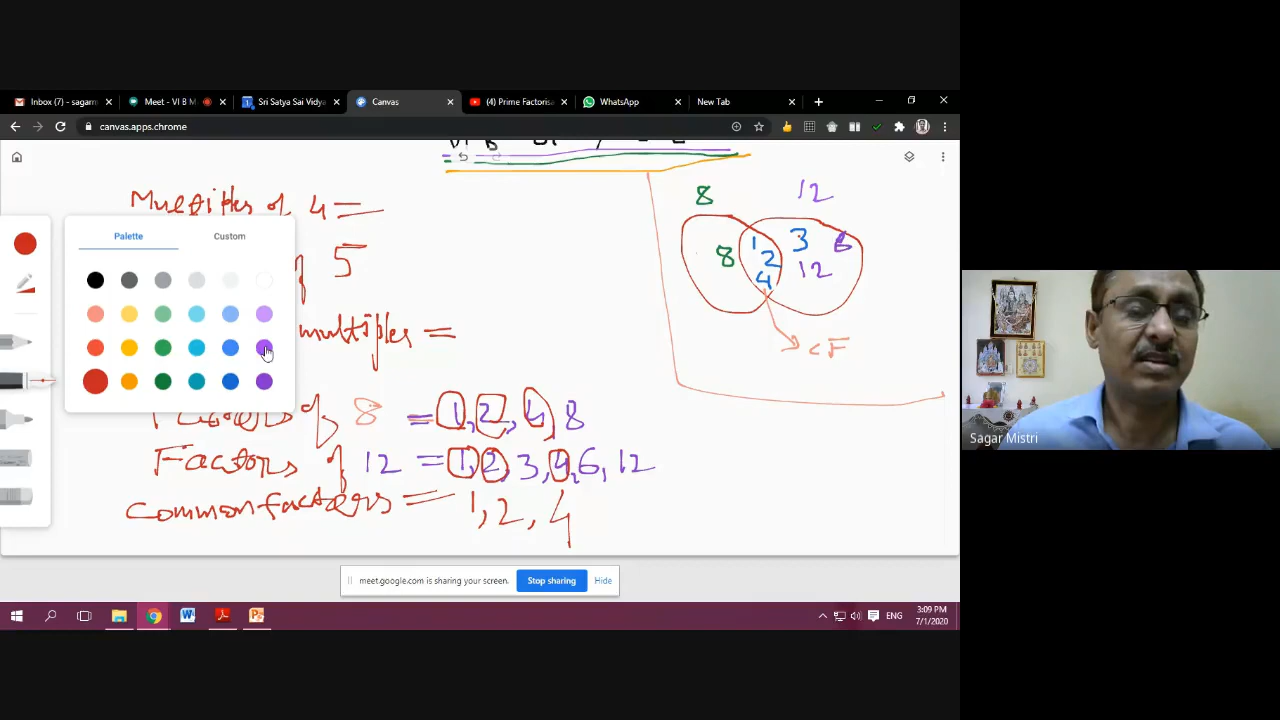 Inbox (7) - sagarm
Meet - VI B M
Sri Satya Sai Vidya
Canvas
(4) Prime Factorisa
WhatsApp
New Tab
canvas.apps.chrome
Multiples of 4 =
5
multiples =
Palette
Custom
of 8 = 1, 2, 4, 8
Factors of 12 = 1, 2, 3, 4, 6, 12
Common factors = 1, 2, 4
8 12
8 1 2 4 3 6 12
CF
Sagar Mistri
meet.google.com is sharing your screen.
Stop sharing
Hide
ENG
3:09 PM
7/1/2020